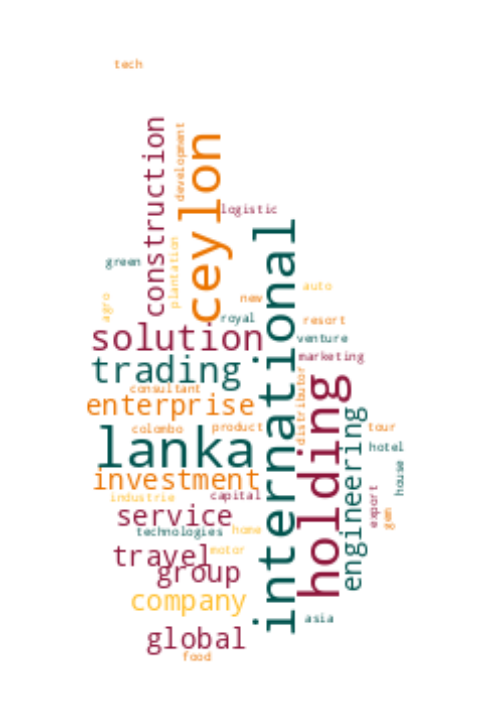 tech
construction
development
ceylon
logistic
international
plantation
green
auto
agro
new
royal
resort
solution
venture
trading
marketing
distributor
holding
consultant
enterprise
engineering
colombo
product
tour
lanka
hotel
investment
house
industrie
capital
export
gem
service
technologies
home
travel
motor
group
company
asia
global
food